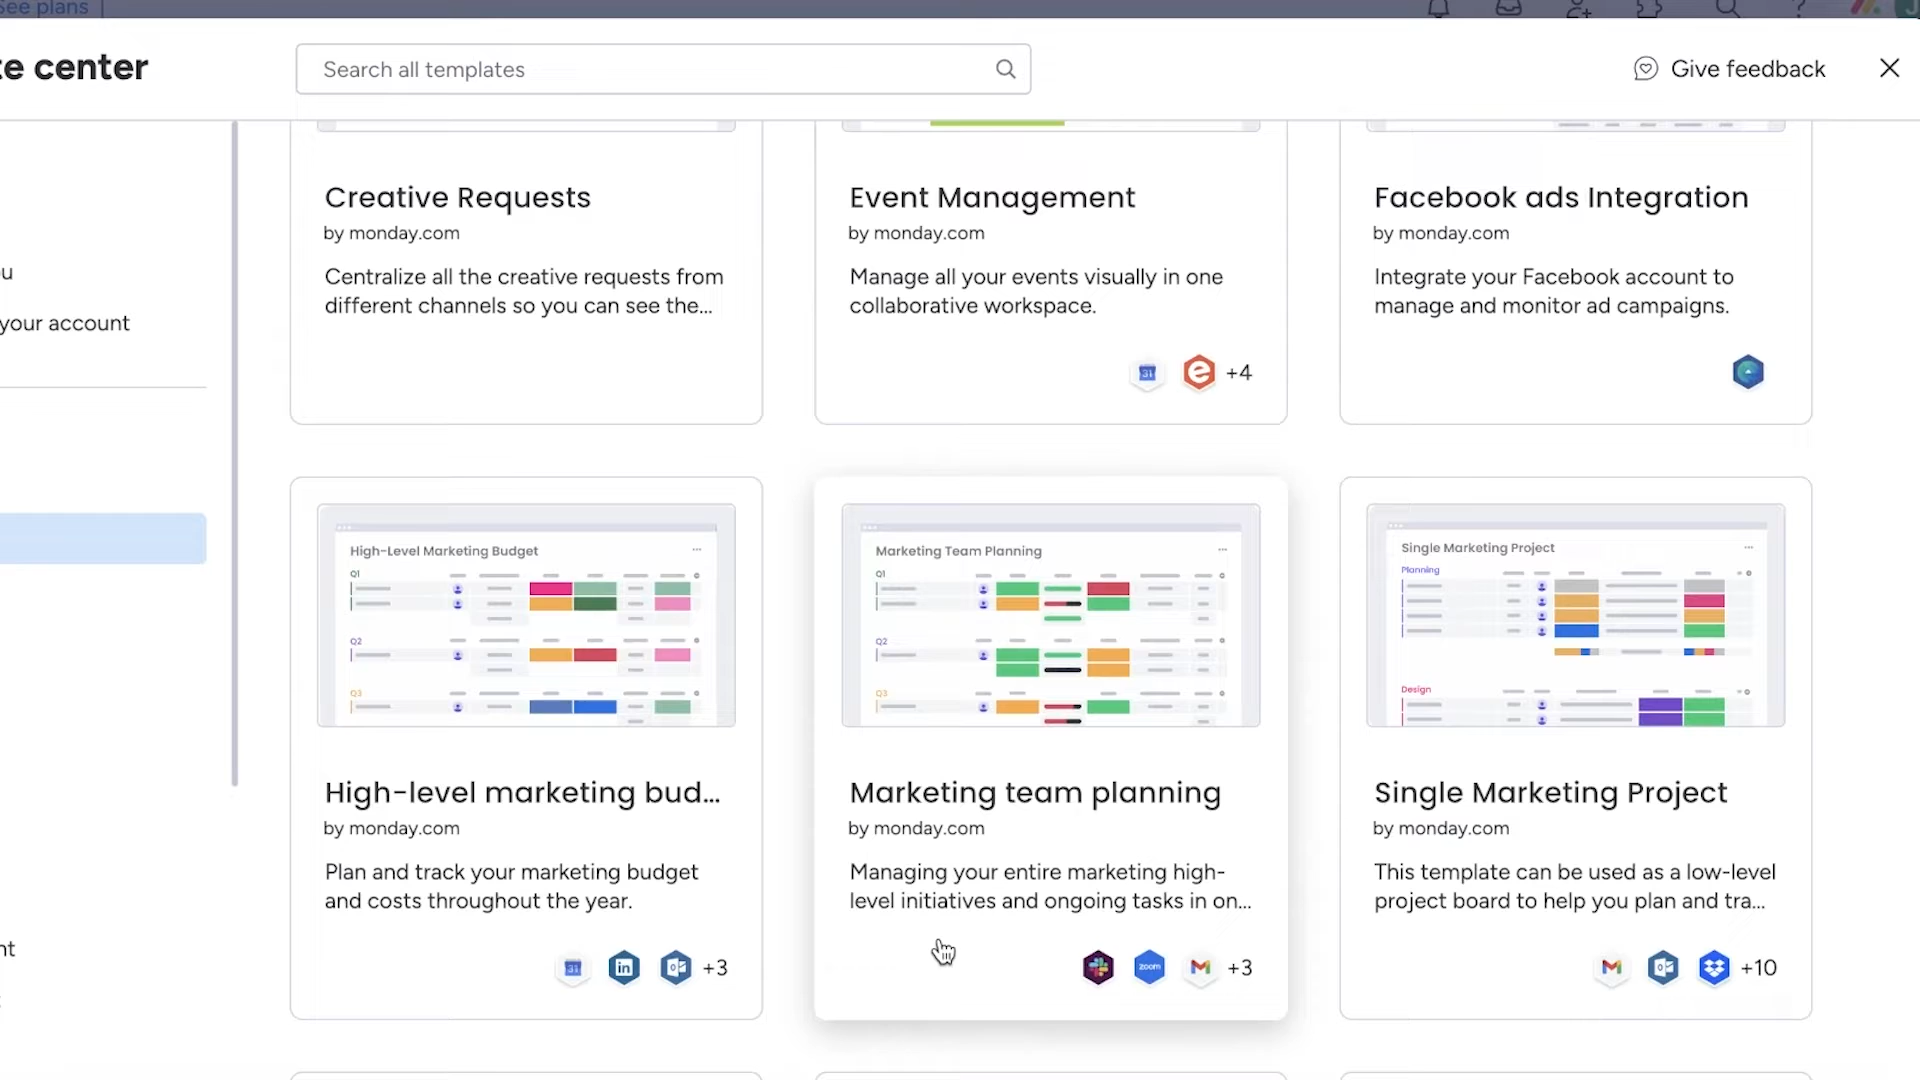 See plans
te center
Search all templates
Give feedback
u
your account
nt
Creative Requests
by monday.com
Centralize all the creative requests from
different channels so you can see the...
Event Management
by monday.com
Manage all your events visually in one
collaborative workspace.
31
+4
Facebook ads Integration
by monday.com
Integrate your Facebook account to
manage and monitor ad campaigns.
High-Level Marketing Budget
Q1
Q2
Q3
High-level marketing bud...
by monday.com
Plan and track your marketing budget
and costs throughout the year.
31
in
+3
Marketing Team Planning
Q1
Q2
Q3
Marketing team planning
by monday.com
Managing your entire marketing high-
level initiatives and ongoing tasks in on...
zoom
+3
Single Marketing Project
Planning
Design
Single Marketing Project
by monday.com
This template can be used as a low-level
project board to help you plan and tra...
+10